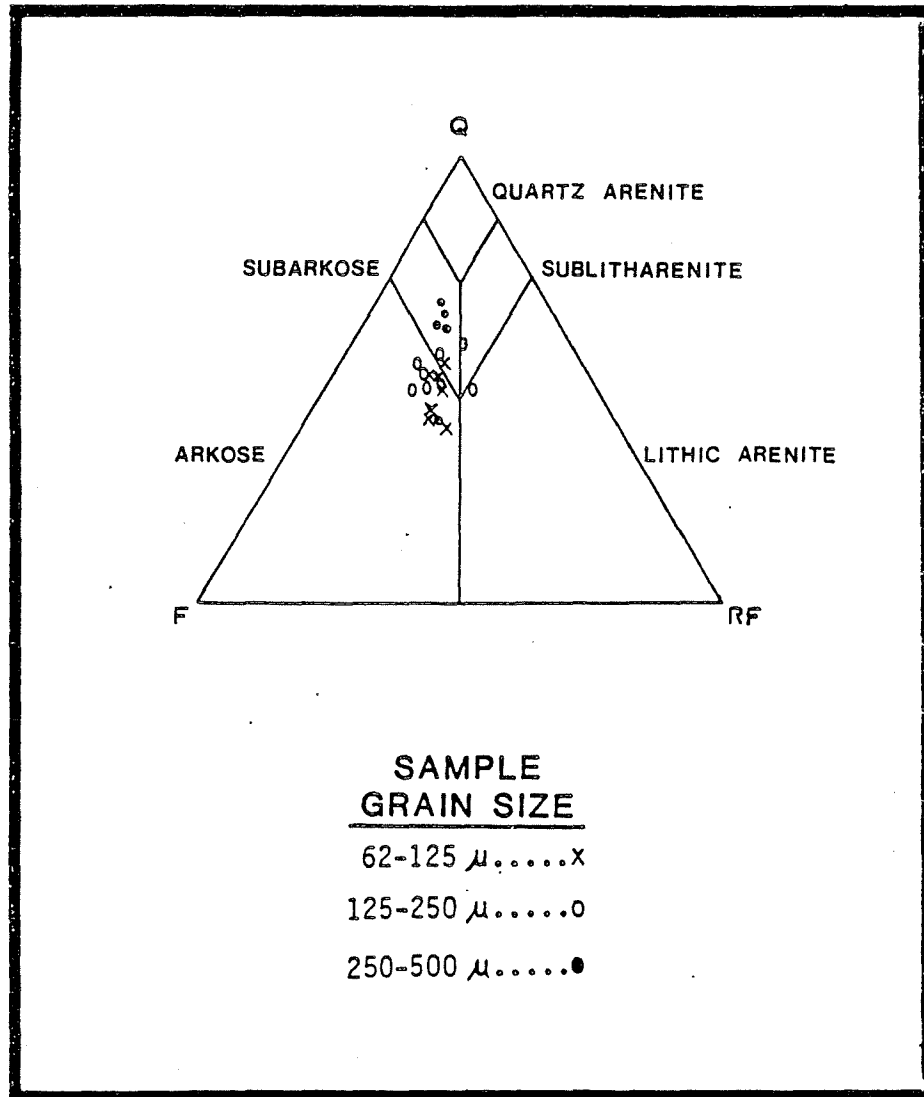 Q
QUARTZ ARENITE
SUBARKOSE
SUBLITHARENITE
ARKOSE
LITHIC ARENITE
F
RF
SAMPLE
GRAIN SIZE
62-125 μ.....x
125-250 μ.....o
250-500 μ.....●